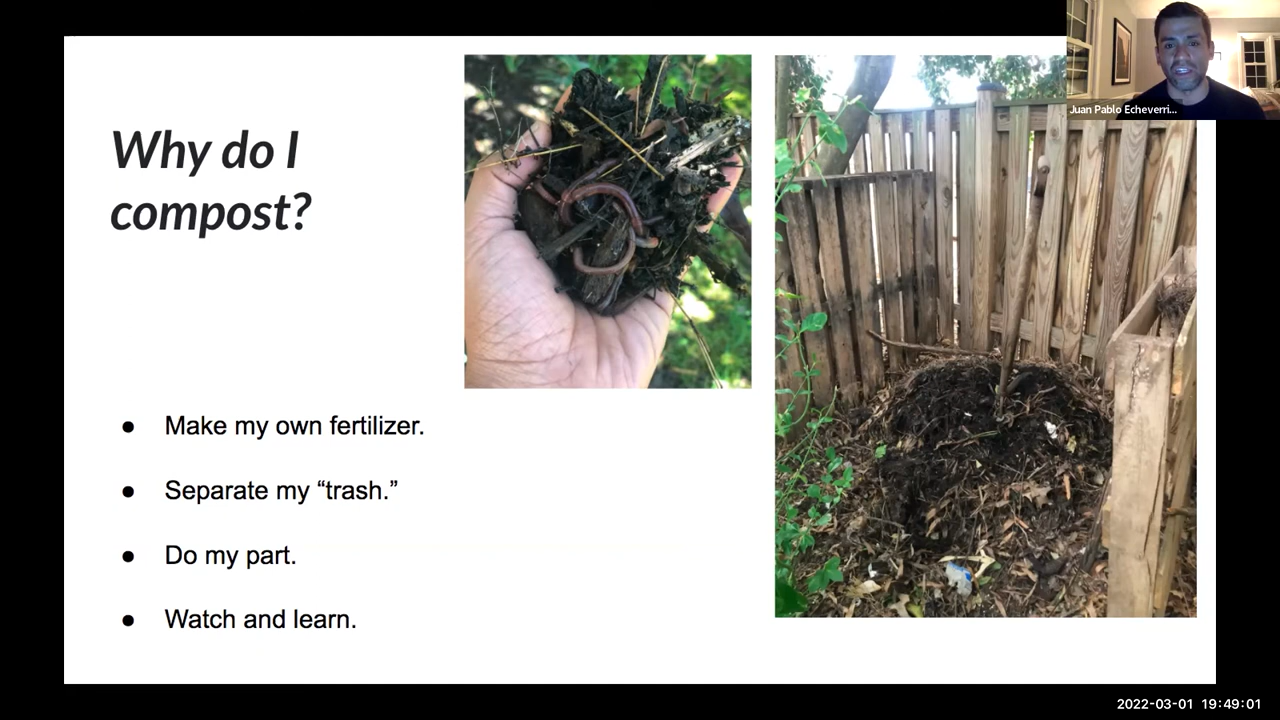 Why do I
compost?
● Make my own fertilizer.
● Separate my “trash.”
● Do my part.
● Watch and learn.
Juan Pablo Echeverri...
2022-03-01 19:49:01